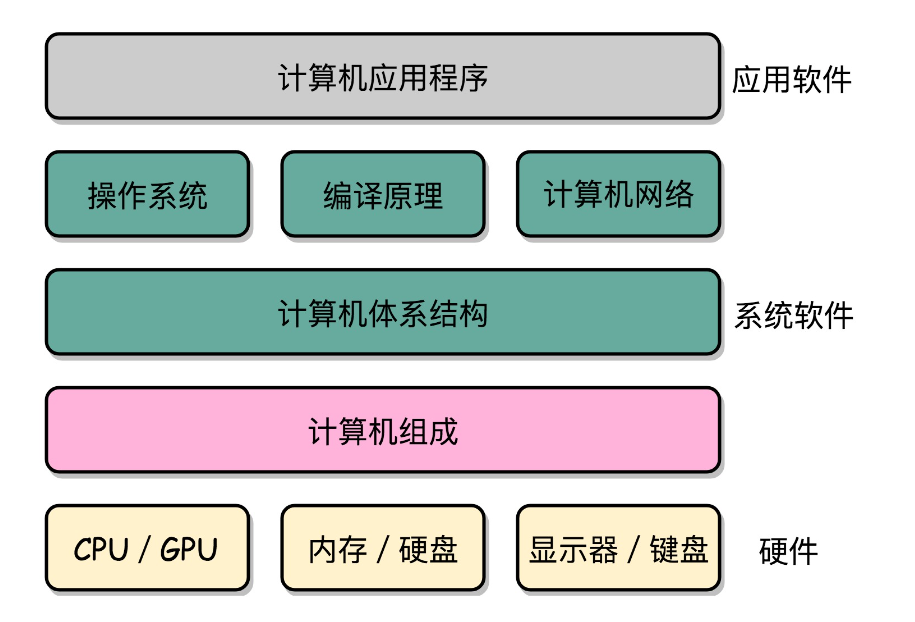 计算机应用程序
应用软件
操作系统
编译原理
计算机网络
计算机体系结构
系统软件
计算机组成
CPU / GPU
内存 / 硬盘
显示器 / 键盘
硬件